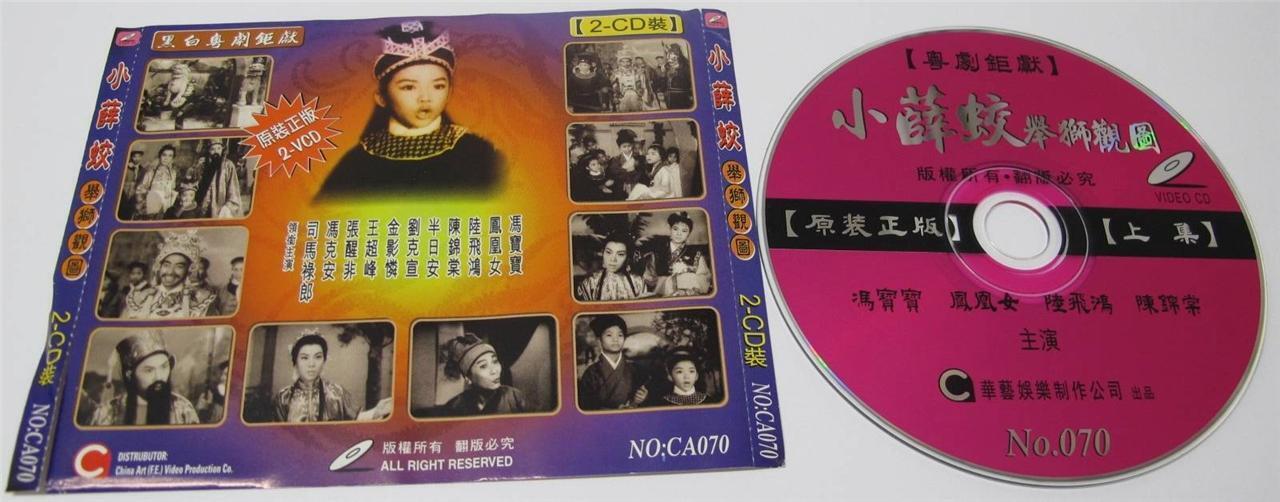 黑白粵劇鉅獻
【2-CD裝】
小薛蛟
舉獅觀圖
2-CD裝
NO:CA070
原裝正版
2-VCD
馮寶寶
鳳凰女
陸飛鴻
陳錦棠
半日安
劉克宣
金影憐
王超峰
張醒非
馮克安
司馬祿郎
領銜主演
小薛蛟
舉獅觀圖
2-CD裝
NO:CA070
DISTRUBUTOR:
China Art (F.E.) Video Production Co.
版權所有 翻版必究
ALL RIGHT RESERVED
NO:CA070
【粵劇鉅獻】
小薛蛟舉獅觀圖
版權所有·翻版必究
VIDEO CD
【原裝正版】
【上集】
馮寶寶 鳳凰女 陸飛鴻 陳錦棠
主演
C 華藝娛樂制作公司 出品
No.070